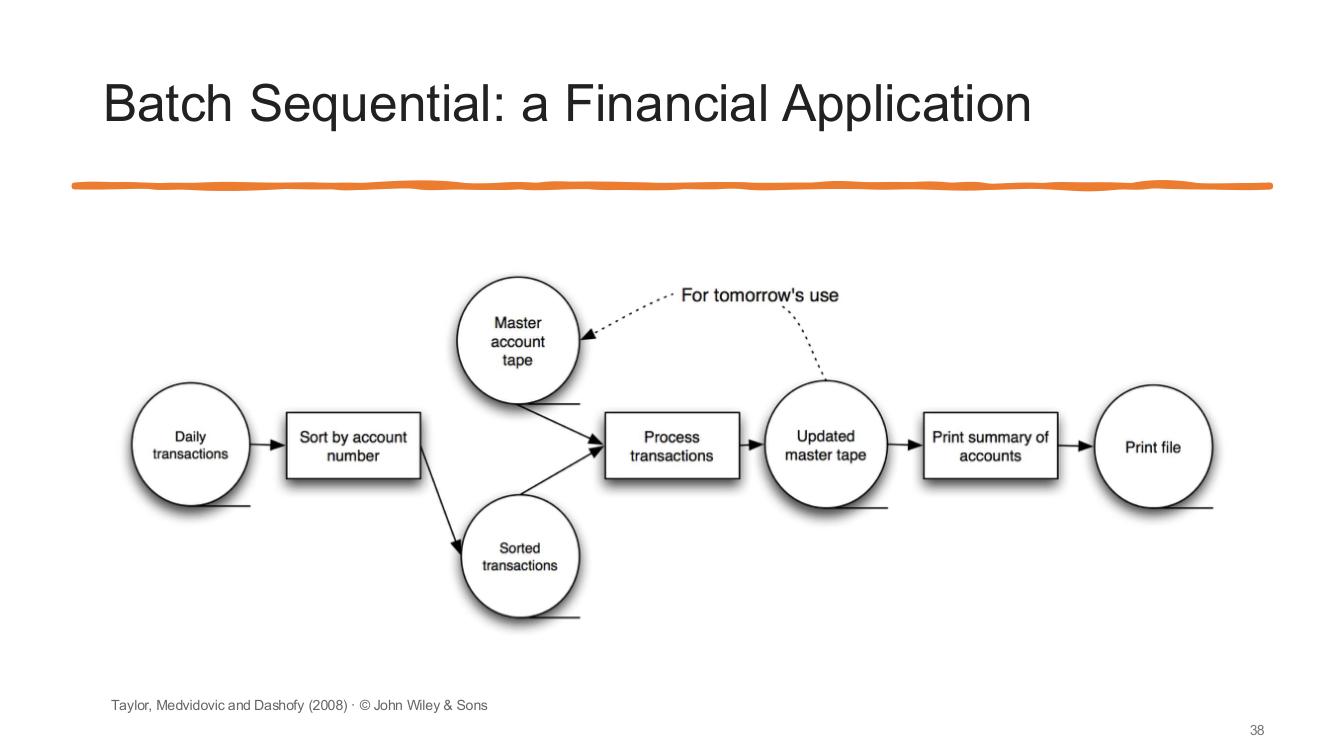 Batch Sequential: a Financial Application
Master
account
tape
For tomorrow's use
Daily
transactions
Sort by account
number
Process
transactions
Updated
master tape
Print summary of
accounts
Print file
Sorted
transactions
Taylor, Medvidovic and Dashofy (2008) · © John Wiley & Sons
38